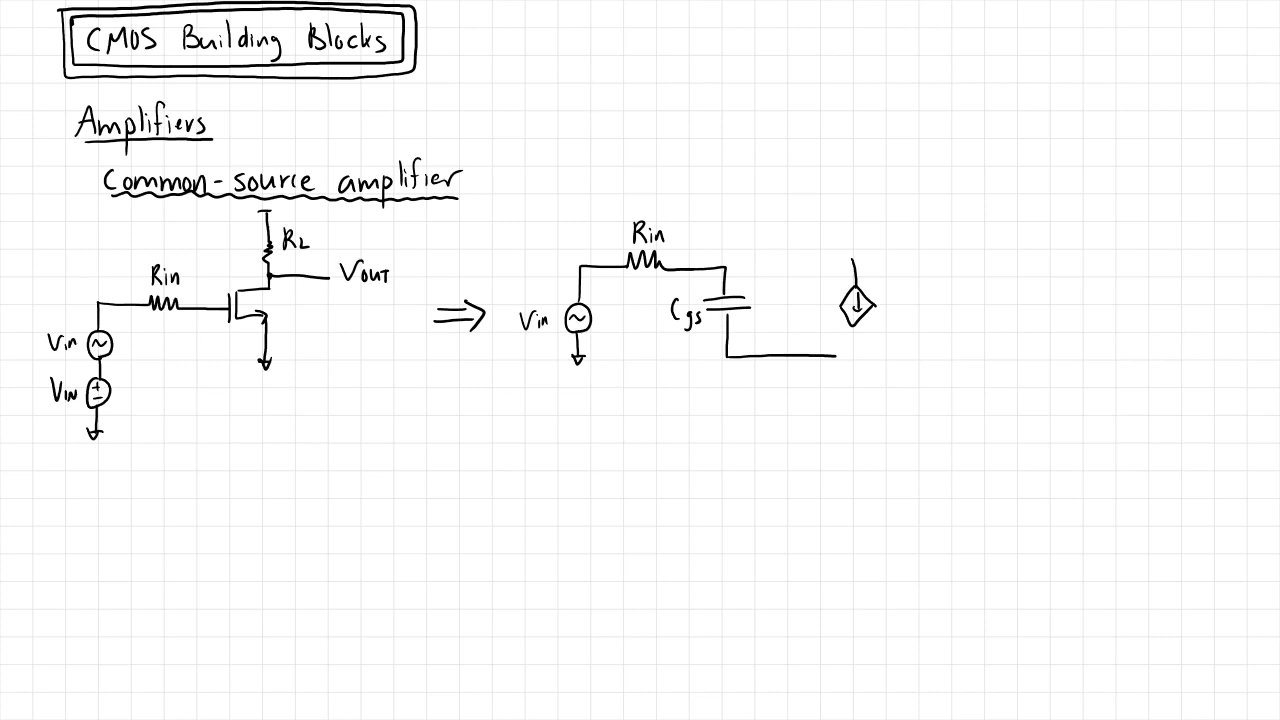 CMOS Building Blocks
Amplifiers
Common-source amplifier
RL
Rin
VOUT
Vin
VIN
Rin
Cgs
Vin